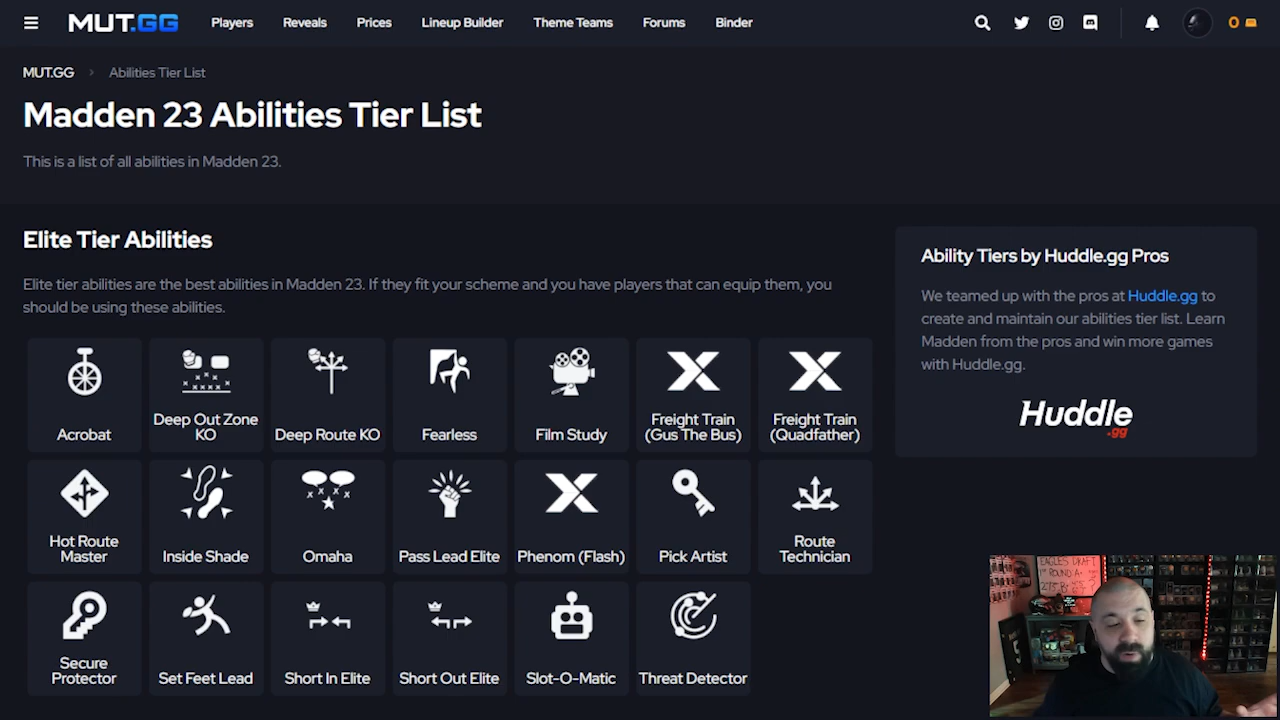 MUT.GG
Players
Reveals
Prices
Lineup Builder
Theme Teams
Forums
Binder
0
MUT.GG > Abilities Tier List
Madden 23 Abilities Tier List
This is a list of all abilities in Madden 23.
Elite Tier Abilities
Elite tier abilities are the best abilities in Madden 23. If they fit your scheme and you have players that can equip them, you
should be using these abilities.
Acrobat
Deep Out Zone
KO
Deep Route KO
Fearless
Film Study
Freight Train
(Gus The Bus)
Freight Train
(Quadfather)
Hot Route
Master
Inside Shade
Omaha
Pass Lead Elite
Phenom (Flash)
Pick Artist
Route
Technician
Secure
Protector
Set Feet Lead
Short In Elite
Short Out Elite
Slot-O-Matic
Threat Detector
Ability Tiers by Huddle.gg Pros
We teamed up with the pros at Huddle.gg to
create and maintain our abilities tier list. Learn
Madden from the pros and win more games
with Huddle.gg.
Huddle
.gg
EAGLES DRAFT
1st ROUND A+